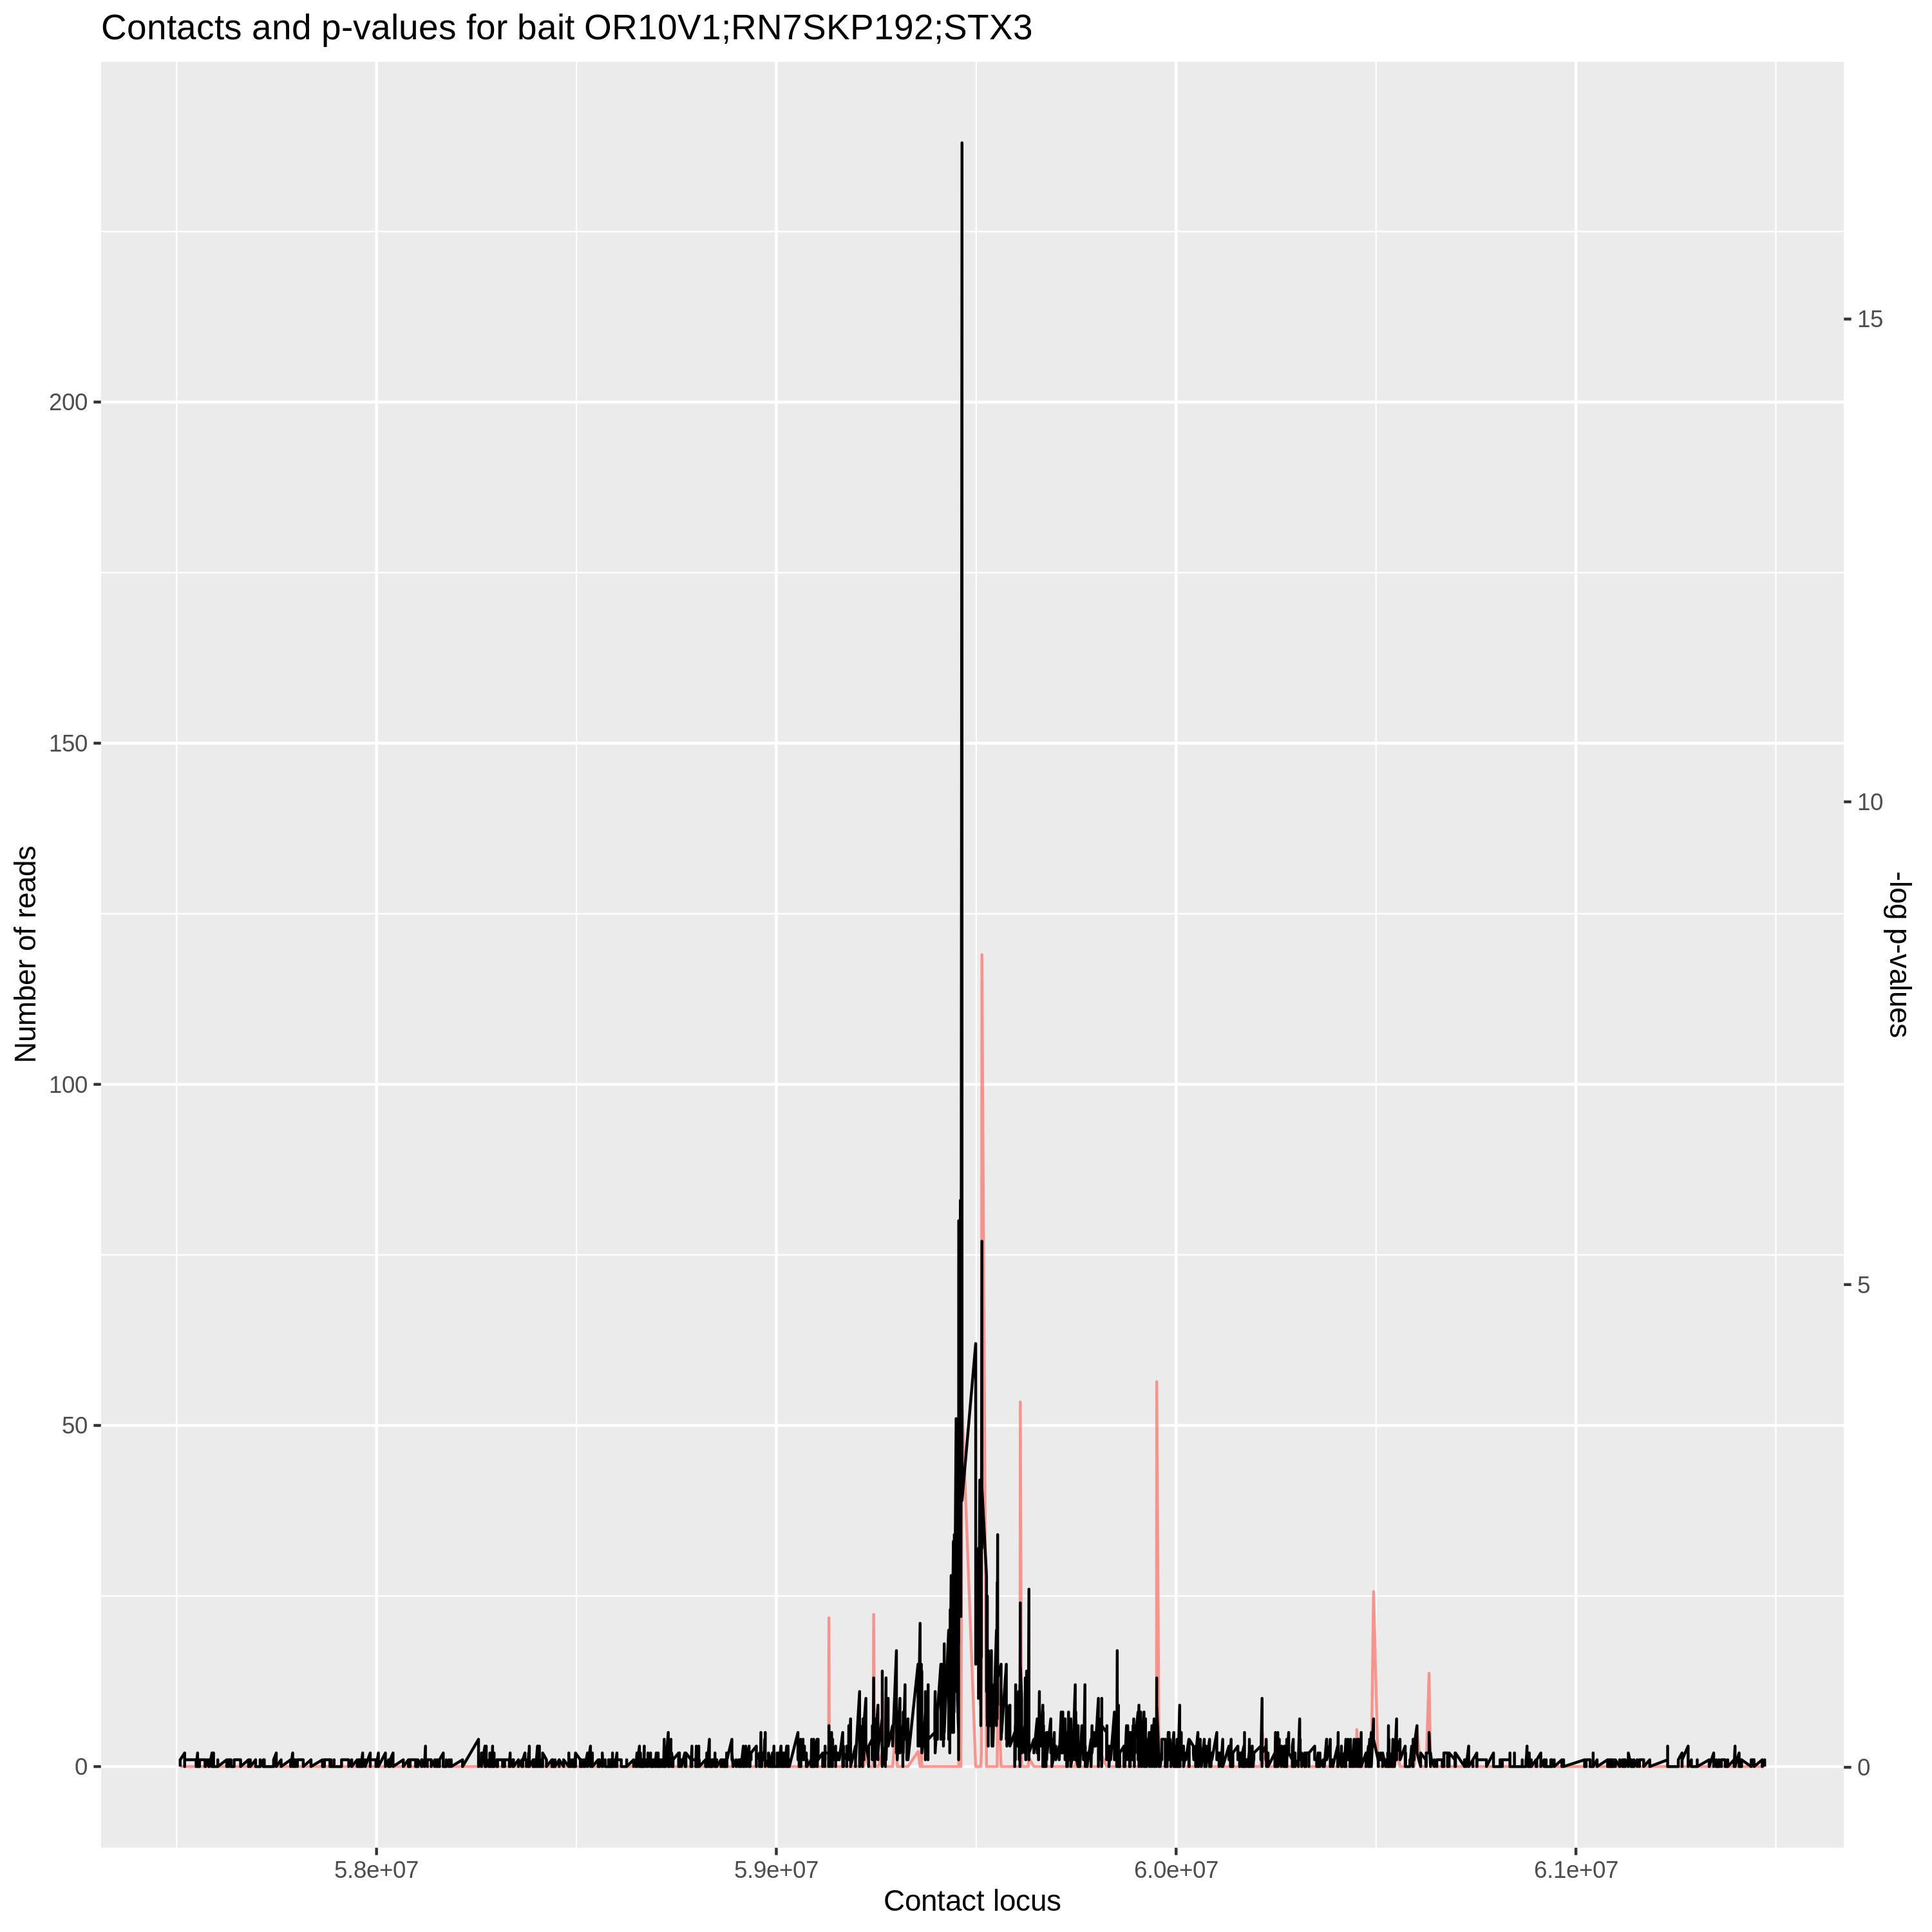 Contacts and p-values for bait OR10V1;RN7SKP192;STX3
Number of reads
200
150
100
50
0
15
10
5
0
-log p-values
5.8e+07
5.9e+07
6.0e+07
6.1e+07
Contact locus